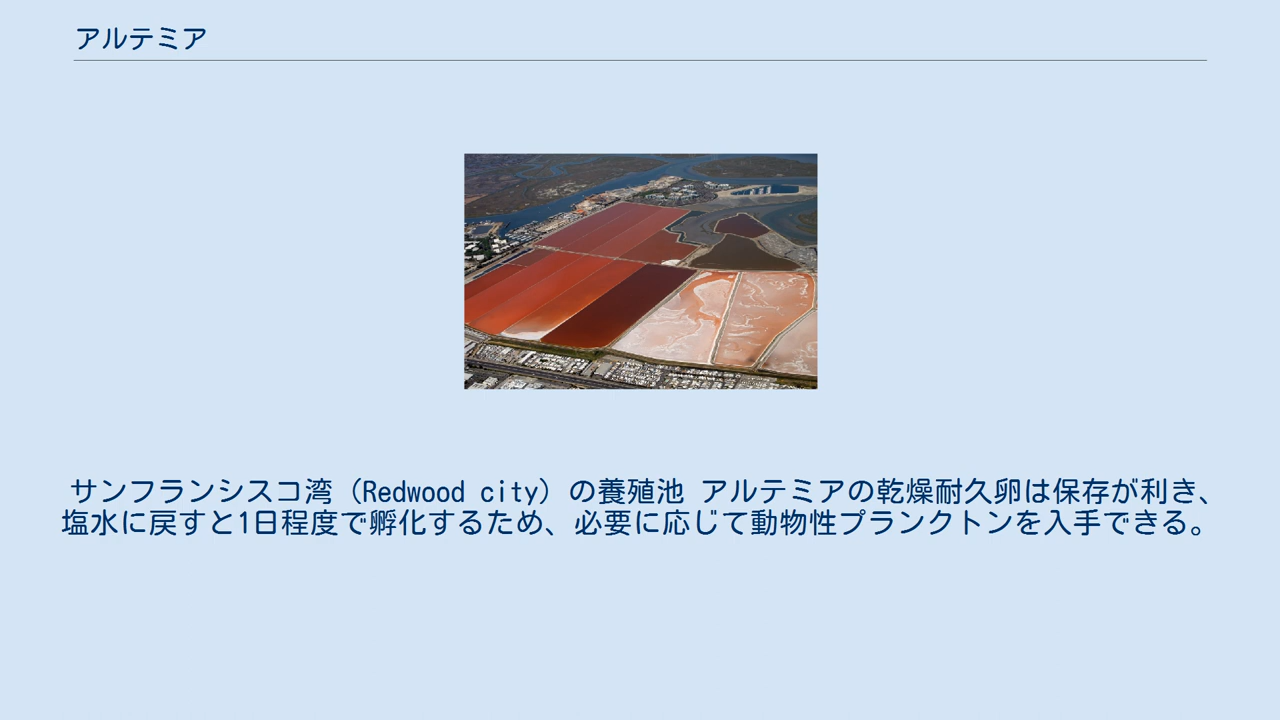 アルテミア
サンフランシスコ湾（Redwood city）の養殖池 アルテミアの乾燥耐久卵は保存が利き、
塩水に戻すと1日程度で孵化するため、必要に応じて動物性プランクトンを入手できる。